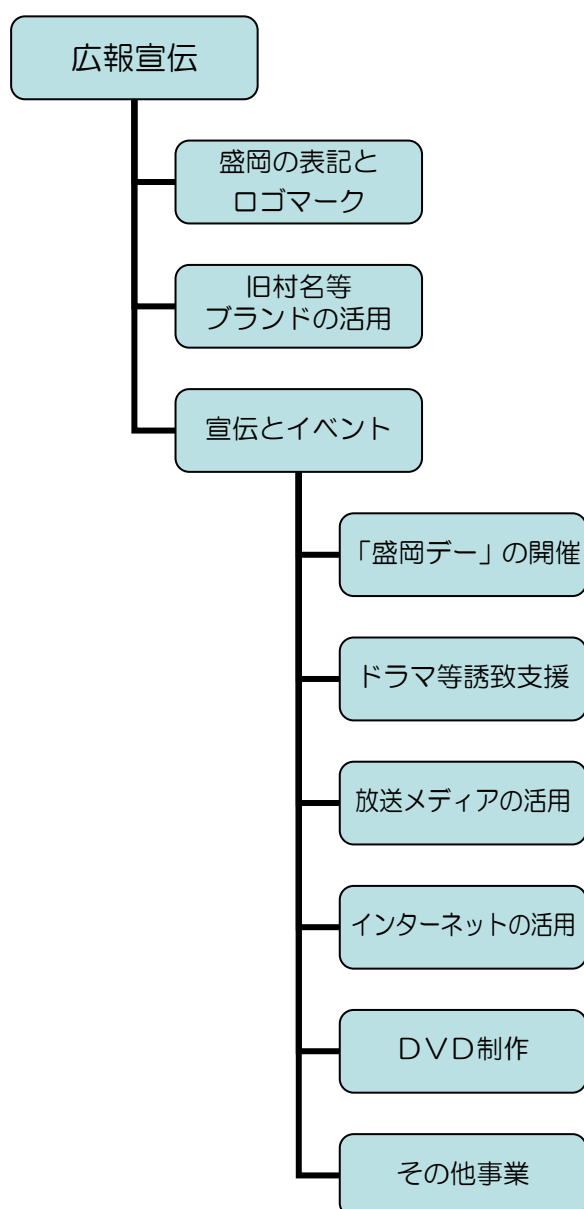 広報宣伝
盛岡の表記と
ロゴマーク
旧村名等
ブランドの活用
宣伝とイベント
「盛岡デー」の開催
ドラマ等誘致支援
放送メディアの活用
インターネットの活用
ＤＶＤ制作
その他事業